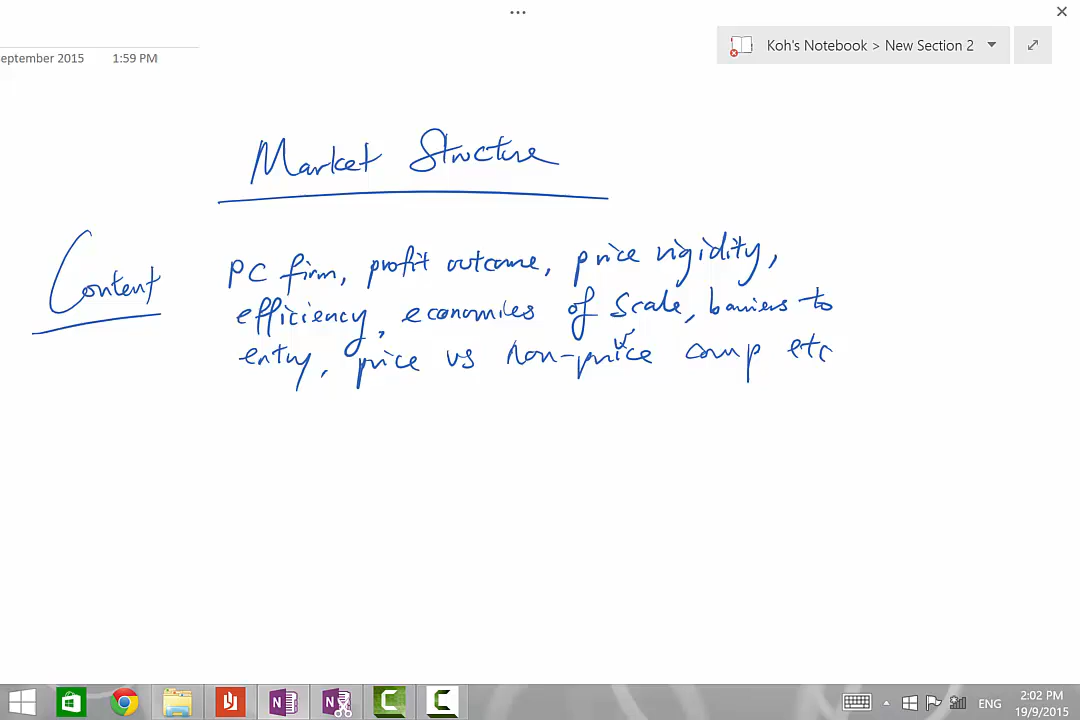 Koh's Notebook > New Section 2
eptember 2015 1:59 PM
Market Structure
Content
PC firm, profit outcome, price rigidity,
efficiency, economies of scale, barriers to
entry, price vs non-price comp etc
ENG
2:02 PM
19/9/2015